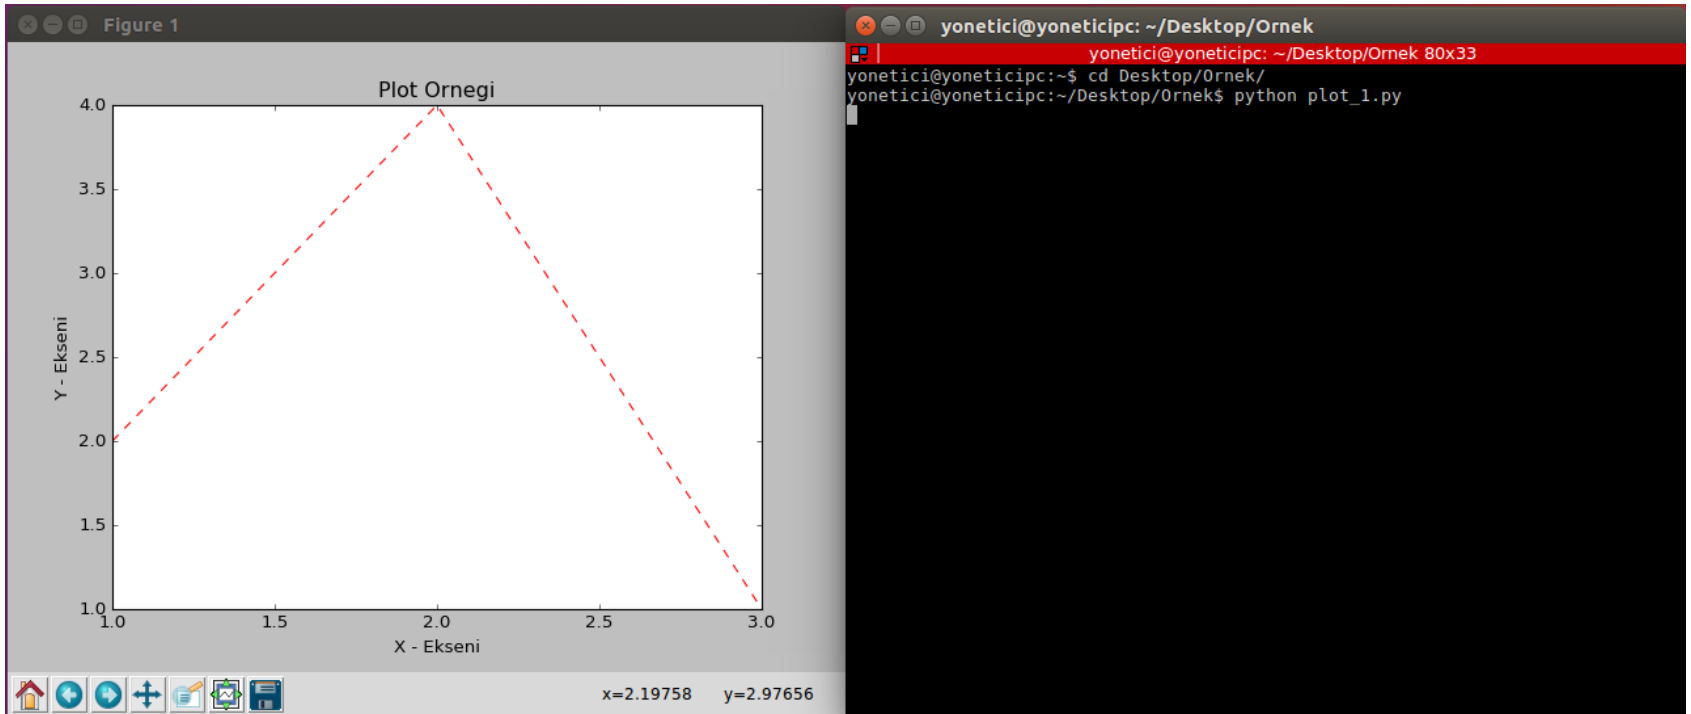 Figure 1
Plot Ornegi
4.0
3.5
3.0
2.5
2.0
1.5
1.0
Y - Ekseni
1.0 1.5 2.0 2.5 3.0
X - Ekseni
x=2.19758 y=2.97656
yonetici@yoneticipc: ~/Desktop/Ornek
yonetici@yoneticipc: ~/Desktop/Ornek 80x33
yonetici@yoneticipc:~$ cd Desktop/Ornek/
yonetici@yoneticipc:~/Desktop/Ornek$ python plot_1.py